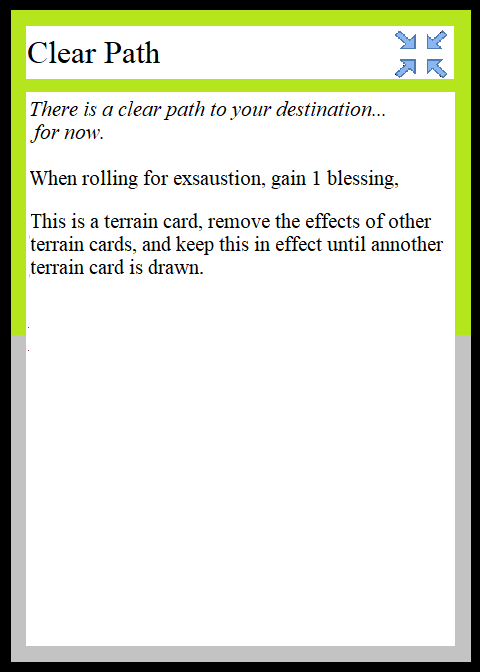 Clear Path
There is a clear path to your destination...
for now.
When rolling for exsaustion, gain 1 blessing,
This is a terrain card, remove the effects of other
terrain cards, and keep this in effect until annother
terrain card is drawn.